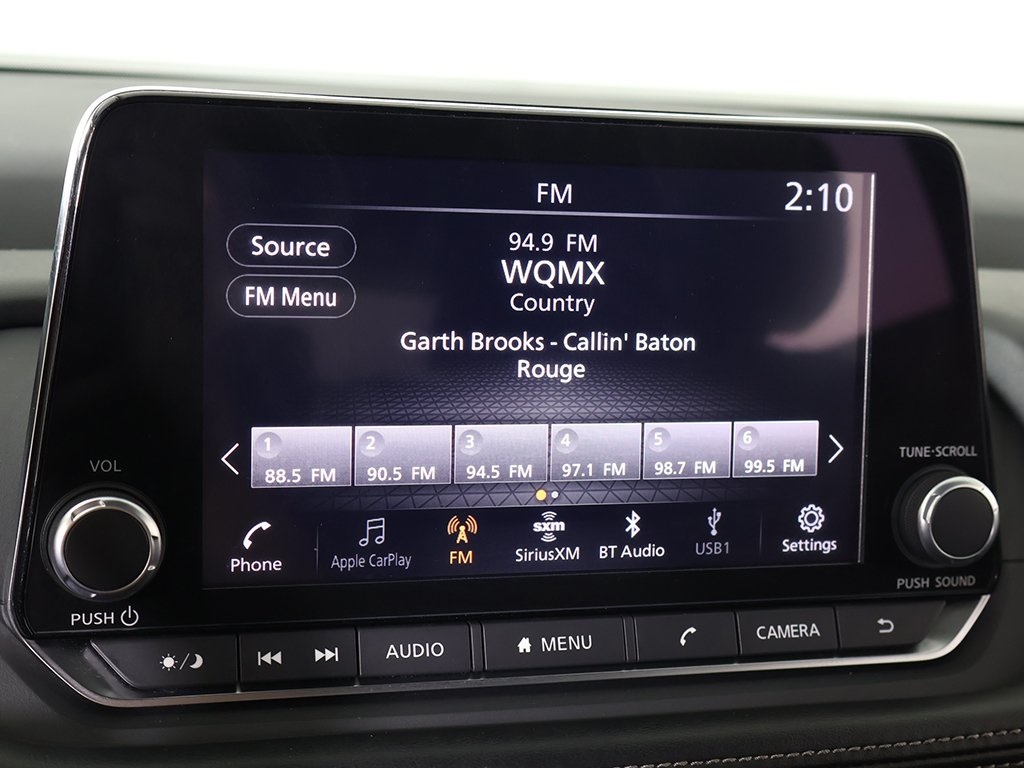 FM
2:10
Source
FM Menu
94.9 FM
WQMX
Country
Garth Brooks - Callin' Baton
Rouge
1
88.5 FM
2
90.5 FM
3
94.5 FM
4
97.1 FM
5
98.7 FM
6
99.5 FM
VOL
TUNE·SCROLL
Phone
Apple CarPlay
FM
sxm
SiriusXM
BT Audio
USB1
Settings
PUSH
PUSH SOUND
AUDIO
MENU
CAMERA